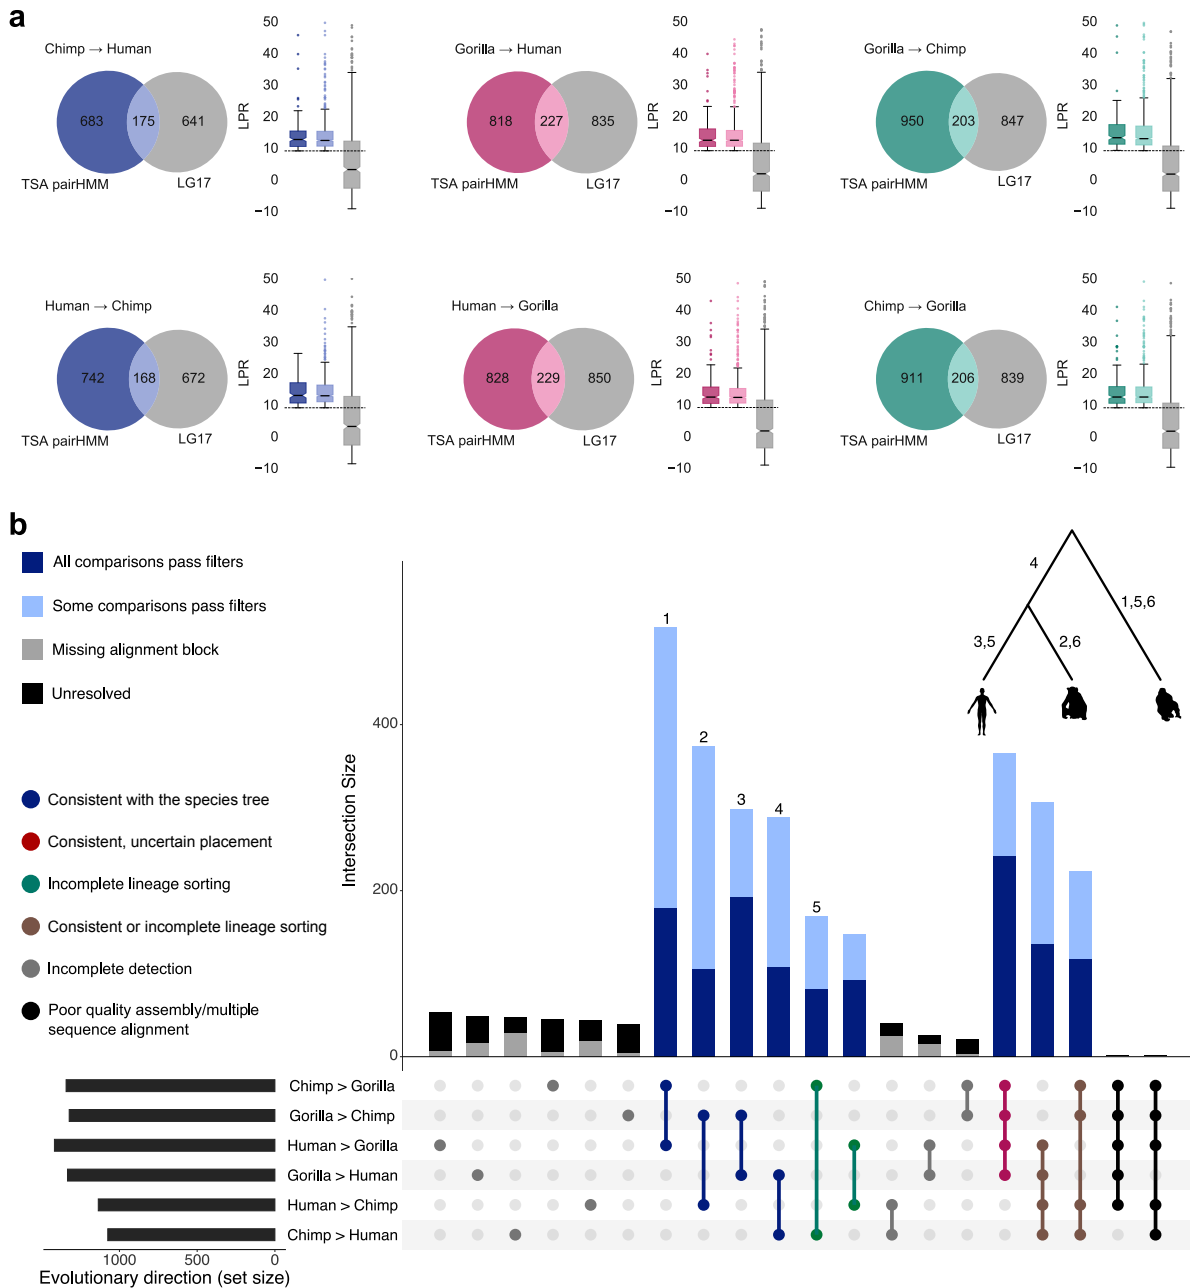 a
Chimp → Human
683
175
641
TSA pairHMM
LG17
LPR
50
40
30
20
10
0
−10
Gorilla → Human
818
227
835
TSA pairHMM
LG17
LPR
50
40
30
20
10
0
−10
Gorilla → Chimp
950
203
847
TSA pairHMM
LG17
LPR
50
40
30
20
10
0
−10
Human → Chimp
742
168
672
TSA pairHMM
LG17
LPR
50
40
30
20
10
0
−10
Human → Gorilla
828
229
850
TSA pairHMM
LG17
LPR
50
40
30
20
10
0
−10
Chimp → Gorilla
911
206
839
TSA pairHMM
LG17
LPR
50
40
30
20
10
0
−10
b
All comparisons pass filters
Some comparisons pass filters
Missing alignment block
Unresolved
Consistent with the species tree
Consistent, uncertain placement
Incomplete lineage sorting
Consistent or incomplete lineage sorting
Incomplete detection
Poor quality assembly/multiple
sequence alignment
Intersection Size
400
200
0
1
2
3
4
5
4
1,5,6
3,5
2,6
Chimp > Gorilla
Gorilla > Chimp
Human > Gorilla
Gorilla > Human
Human > Chimp
Chimp > Human
1000
500
0
Evolutionary direction (set size)